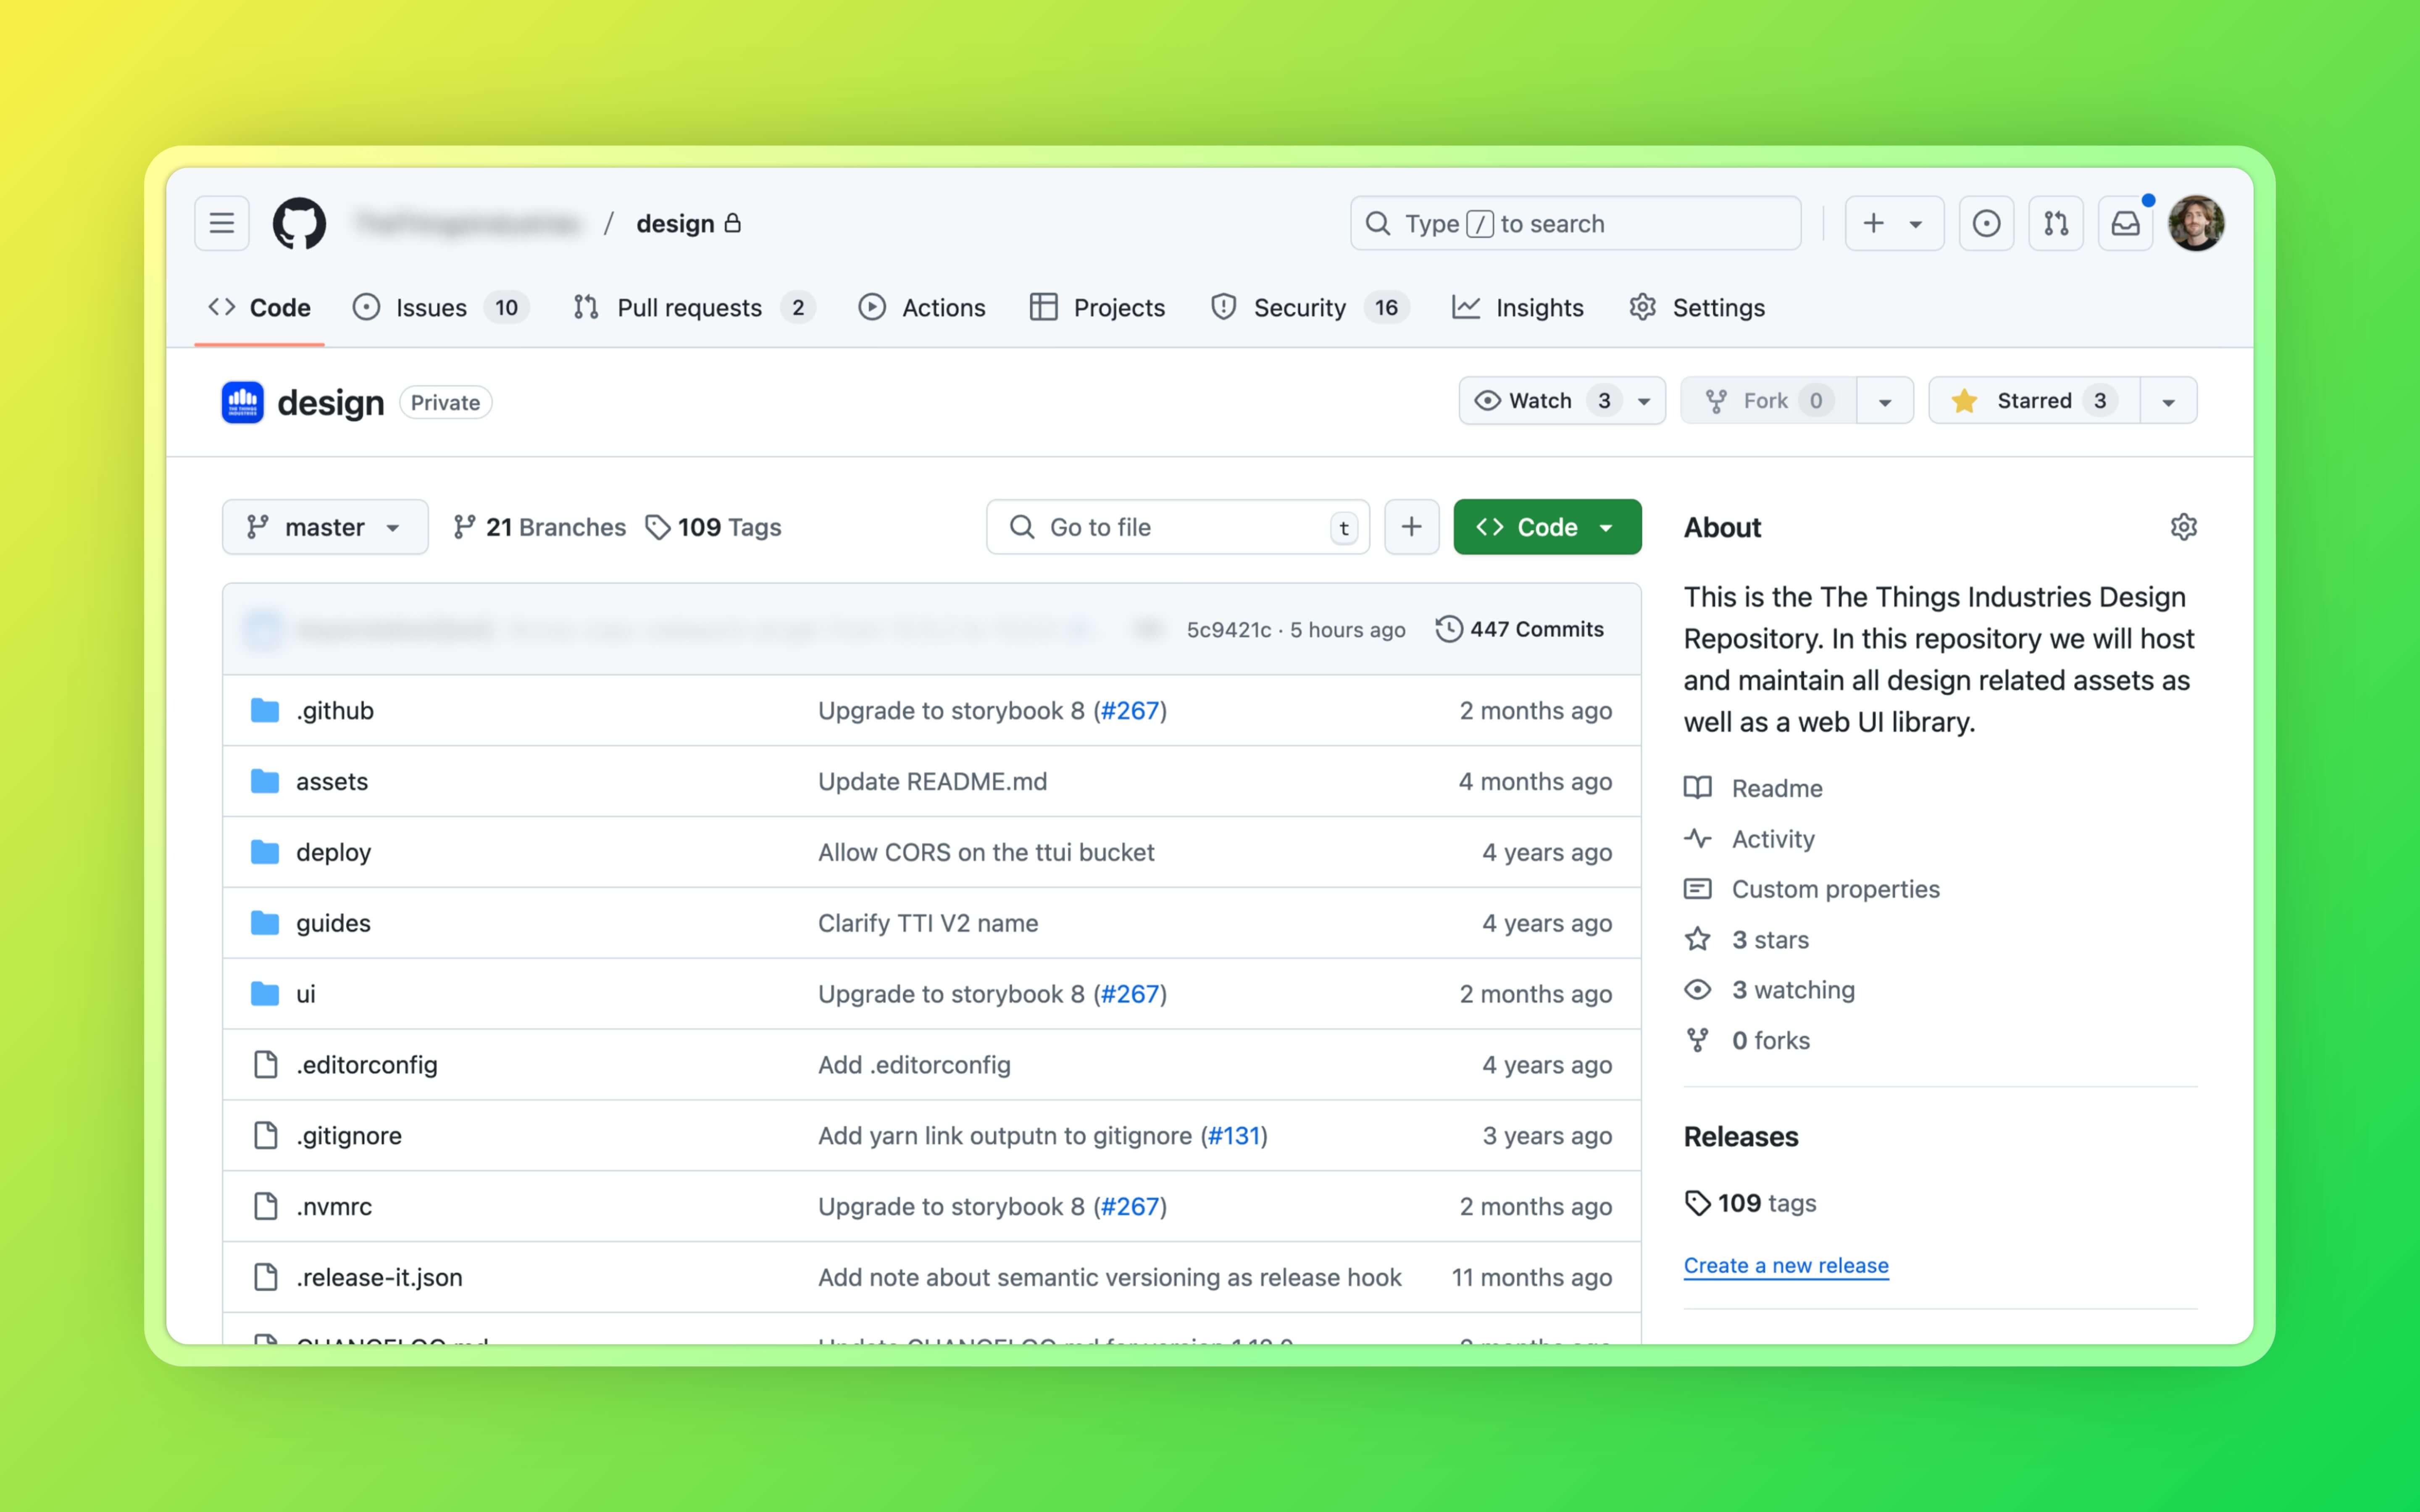 / design
Type / to search
Code
Issues 10
Pull requests 2
Actions
Projects
Security 16
Insights
Settings
THE THINGS INDUSTRIES
design Private
Watch 3
Fork 0
Starred 3
master
21 Branches
109 Tags
Go to file t
Code
5c9421c · 5 hours ago
447 Commits
.github Upgrade to storybook 8 (#267) 2 months ago
assets Update README.md 4 months ago
deploy Allow CORS on the ttui bucket 4 years ago
guides Clarify TTI V2 name 4 years ago
ui Upgrade to storybook 8 (#267) 2 months ago
.editorconfig Add .editorconfig 4 years ago
.gitignore Add yarn link outputn to gitignore (#131) 3 years ago
.nvmrc Upgrade to storybook 8 (#267) 2 months ago
.release-it.json Add note about semantic versioning as release hook 11 months ago
About
This is the The Things Industries Design
Repository. In this repository we will host
and maintain all design related assets as
well as a web UI library.
Readme
Activity
Custom properties
3 stars
3 watching
0 forks
Releases
109 tags
Create a new release